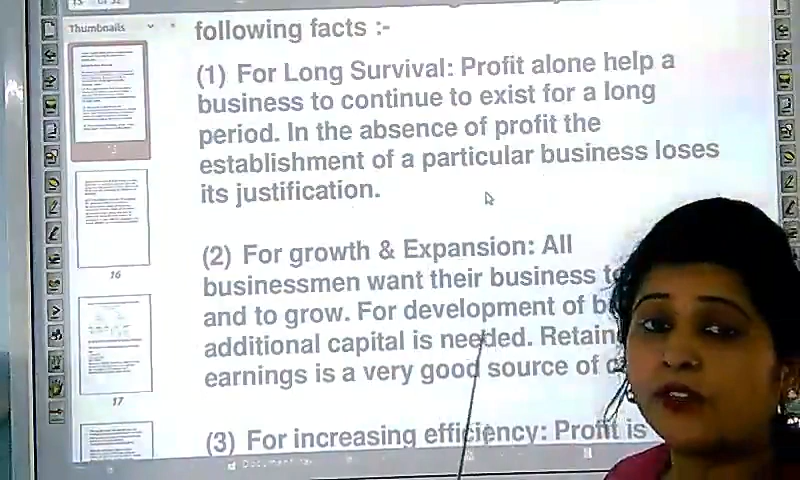 Thumbnails
following facts :-
(1) For Long Survival: Profit alone help a
business to continue to exist for a long
period. In the absence of profit the
establishment of a particular business loses
its justification.
(2) For growth & Expansion: All
businessmen want their business
and to grow. For development of
additional capital is needed. Retain
earnings is a very good source of
(3) For increasing efficiency: Profit is
16
17